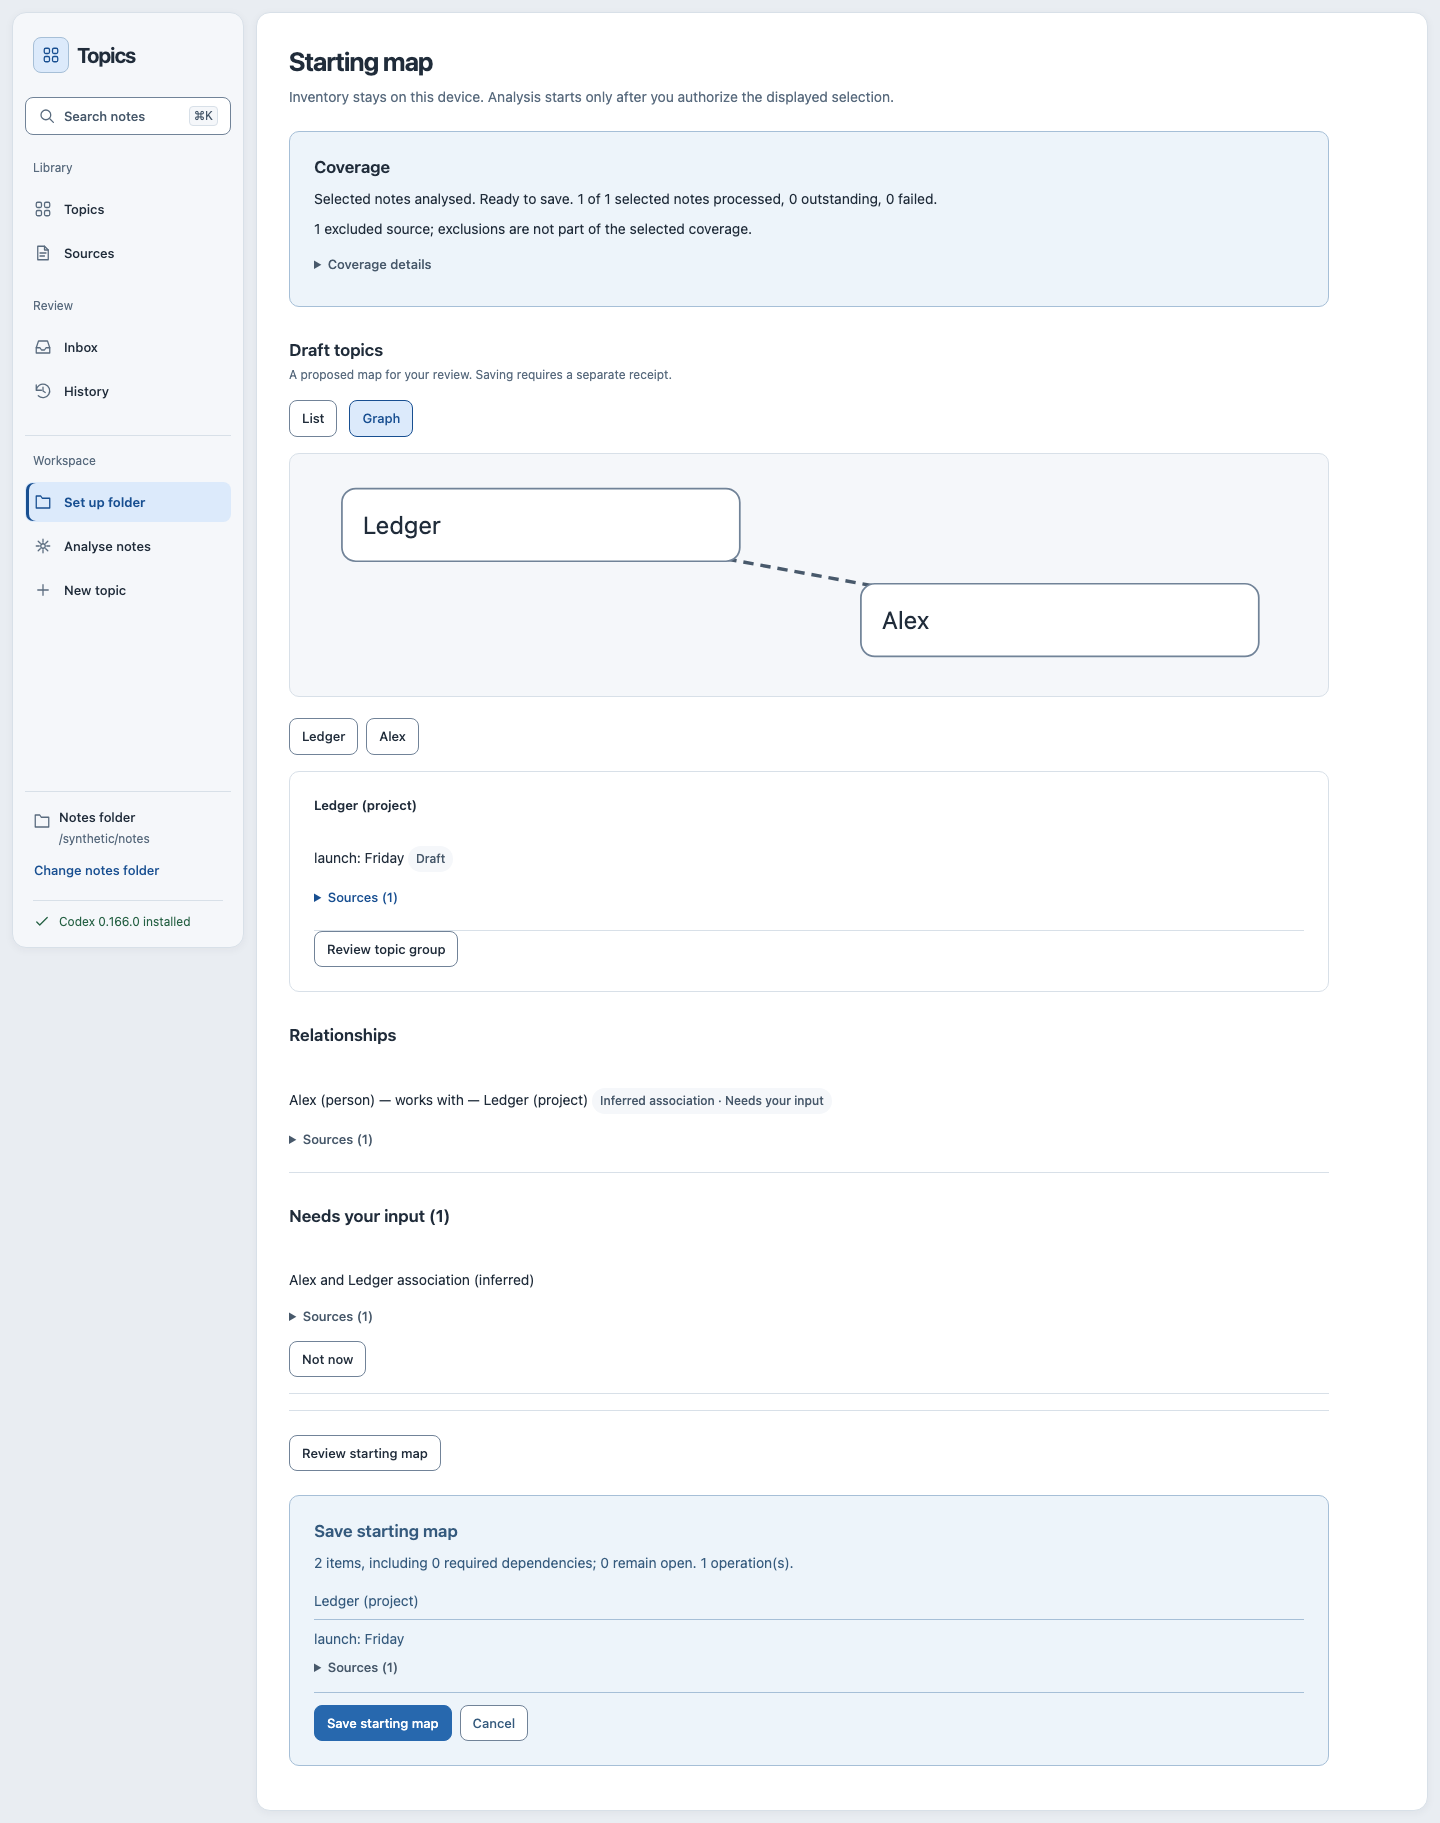 Topics
Search notes ⌘K
Library
Topics
Sources
Review
Inbox
History
Workspace
Set up folder
Analyse notes
New topic
Notes folder
/synthetic/notes
Change notes folder
Codex 0.166.0 installed
Starting map
Inventory stays on this device. Analysis starts only after you authorize the displayed selection.
Coverage
Selected notes analysed. Ready to save. 1 of 1 selected notes processed, 0 outstanding, 0 failed.
1 excluded source; exclusions are not part of the selected coverage.
Coverage details
Draft topics
A proposed map for your review. Saving requires a separate receipt.
List Graph
Ledger
Alex
Ledger Alex
Ledger (project)
launch: Friday Draft
Sources (1)
Review topic group
Relationships
Alex (person) — works with — Ledger (project) Inferred association · Needs your input
Sources (1)
Needs your input (1)
Alex and Ledger association (inferred)
Sources (1)
Not now
Review starting map
Save starting map
2 items, including 0 required dependencies; 0 remain open. 1 operation(s).
Ledger (project)
launch: Friday
Sources (1)
Save starting map Cancel